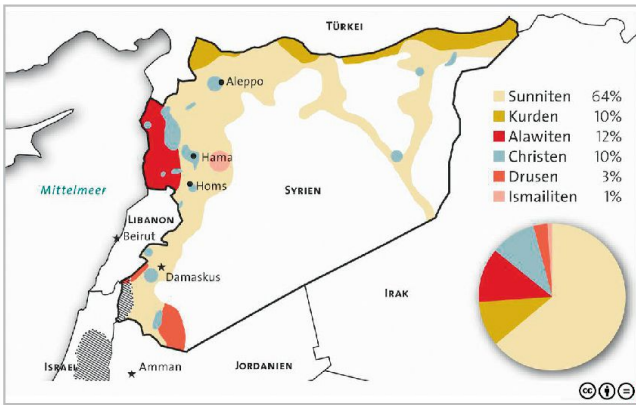 TÜRKEI
Aleppo
Sunniten 64%
Kurden 10%
Alawiten 12%
Christen 10%
Drusen 3%
Ismailiten 1%
Hama
Mittelmeer
Homs
SYRIEN
LIBANON
Beirut
Damaskus
IRAK
ISRAEL
Amman
JORDANIEN
cc